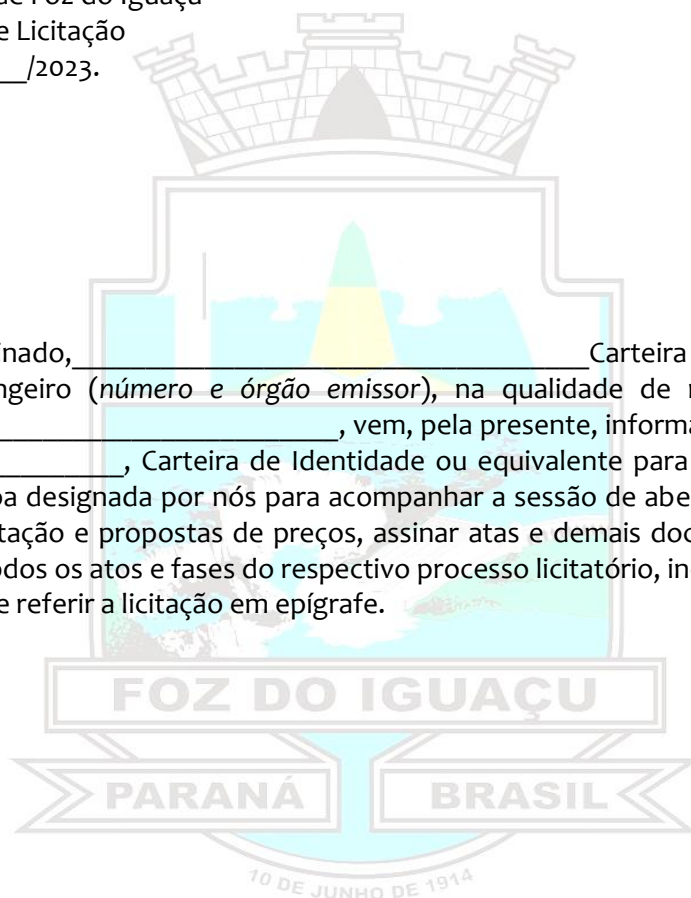 de Foz do Iguaçu
e Licitação
__/2023.
inado,___________________________________Carteira
ngeiro (número e órgão emissor), na qualidade de r
_______________________, vem, pela presente, informa
_________, Carteira de Identidade ou equivalente para
oa designada por nós para acompanhar a sessão de abe
tação e propostas de preços, assinar atas e demais doc
odos os atos e fases do respectivo processo licitatório, in
e referir a licitação em epígrafe.
FOZ DO IGUAÇU
PARANÁ BRASIL
10 DE JUNHO DE 1914